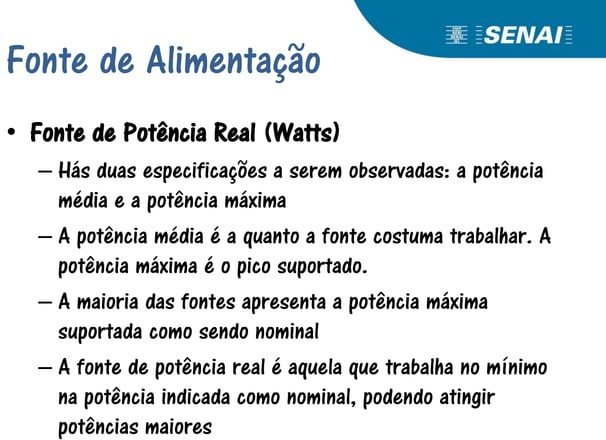 SENAI
Fonte de Alimentação
• Fonte de Potência Real (Watts)
– Hás duas especificações a serem observadas: a potência
média e a potência máxima
– A potência média é a quanto a fonte costuma trabalhar. A
potência máxima é o pico suportado.
– A maioria das fontes apresenta a potência máxima
suportada como sendo nominal
– A fonte de potência real é aquela que trabalha no mínimo
na potência indicada como nominal, podendo atingir
potências maiores